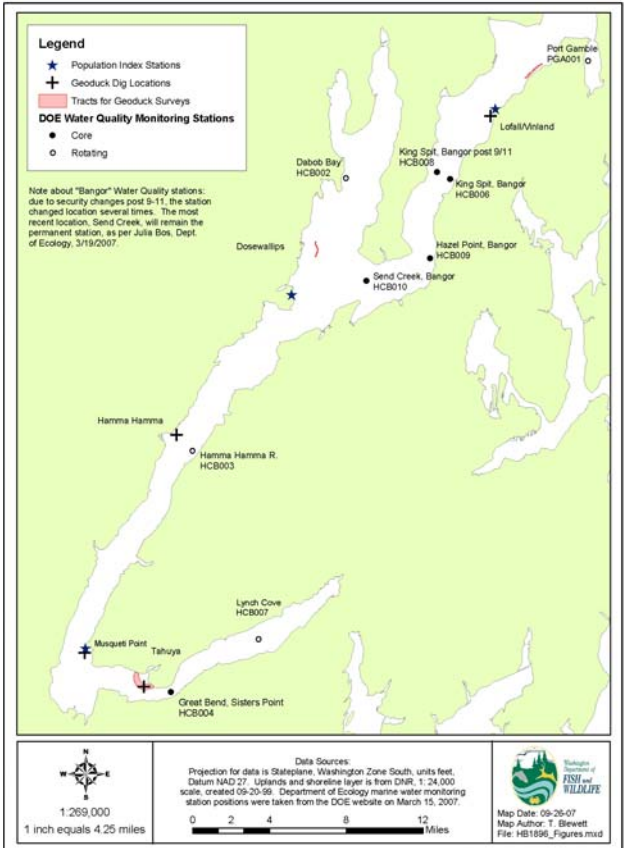 Legend
Population Index Stations
Geoduck Dig Locations
Tracts for Geoduck Surveys
DOE Water Quality Monitoring Stations
Core
Rotating
Note about "Bangor" Water Quality stations:
due to security changes post 9-11, the station
changed location several times. The most
recent location, Send Creek, will remain the
permanent station, as per Julia Bos, Dept.
of Ecology, 3/19/2007.
Port Gamble
PGA001
Lofall/Vinland
King Spit, Bangor post 9/11
HCB008
King Spit, Bangor
HCB006
Dabob Bay
HCB002
Dosewallips
Hazel Point, Bangor
HCB009
Send Creek, Bangor
HCB010
Hamma Hamma
Hamma Hamma R.
HCB003
Lynch Cove
HCB007
Musqueti Point
Tahuya
Great Bend, Sisters Point
HCB004
N
W E
S
1:269,000
1 inch equals 4.25 miles
Data Sources:
Projection for data is Stateplane, Washington Zone South, units feet,
Datum NAD 27. Uplands and shoreline layer is from DNR, 1: 24,000
scale, created 09-20-99. Department of Ecology marine water monitoring
station positions were taken from the DOE website on March 15, 2007.
0 2 4 8 12
Miles
Washington
Department of
FISH and
WILDLIFE
Map Date: 09-26-07
Map Author: T. Blewett
File: HB1896_Figures.mxd